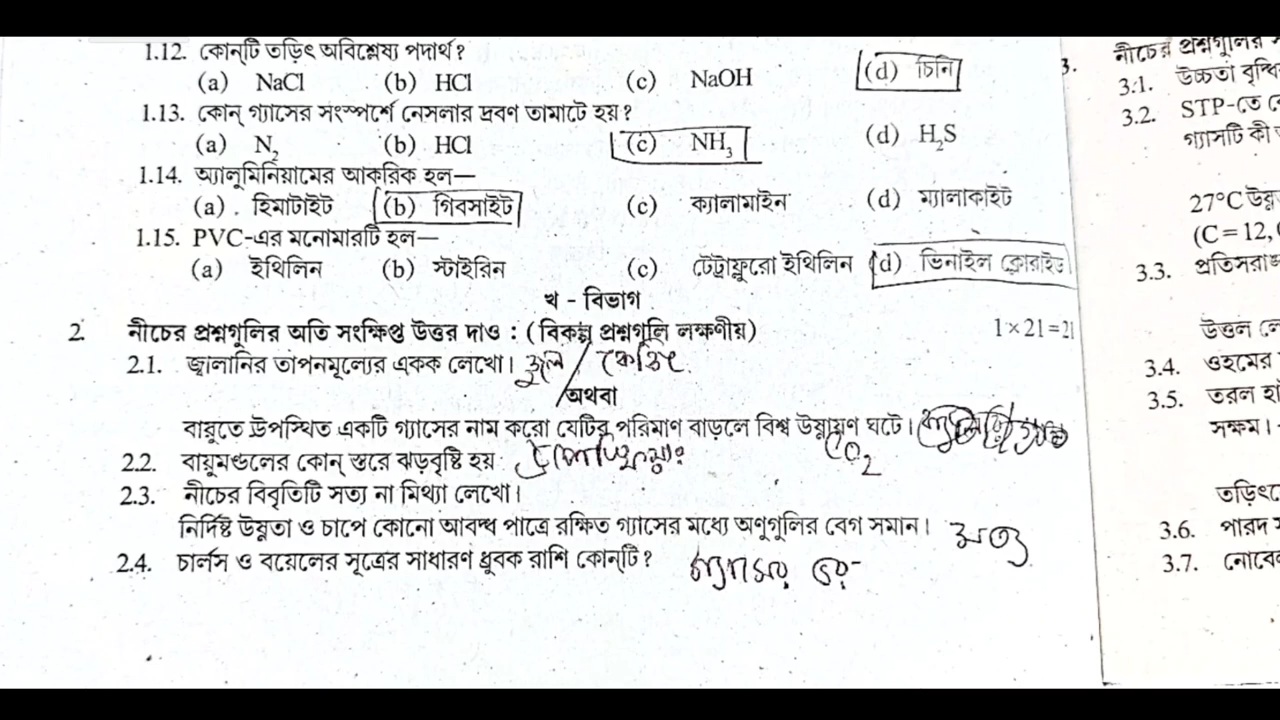 1.12. কোন্‌টি তড়িৎ অবিশ্লেষ্য পদার্থ?
(a) NaCl (b) HCl (c) NaOH (d) চিনি
1.13. কোন্ গ্যাসের সংস্পর্শে নেসলার দ্রবণ তামাটে হয়?
(a) N₂ (b) HCl (c) NH₃ (d) H₂S
1.14. অ্যালুমিনিয়ামের আকরিক হল—
(a) হিমাটাইট (b) গিবসাইট (c) ক্যালামাইন (d) ম্যালাকাইট
1.15. PVC-এর মনোমারটি হল—
(a) ইথিলিন (b) স্টাইরিন (c) টেট্রাফ্লুরো ইথিলিন (d) ভিনাইল ক্লোরাইড
খ - বিভাগ
2. নীচের প্রশ্নগুলির অতি সংক্ষিপ্ত উত্তর দাও : (বিকল্প প্রশ্নগুলি লক্ষণীয়) 1×21=21
2.1. জ্বালানির তাপনমূল্যের একক লেখো। জুল / কেজি
অথবা
বায়ুতে উপস্থিত একটি গ্যাসের নাম করো যেটির পরিমাণ বাড়লে বিশ্ব উষ্ণায়ণ ঘটে।
CO₂
2.2. বায়ুমণ্ডলের কোন্ স্তরে ঝড়বৃষ্টি হয়
2.3. নীচের বিবৃতিটি সত্য না মিথ্যা লেখো।
নির্দিষ্ট উষ্ণতা ও চাপে কোনো আবদ্ধ পাত্রে রক্ষিত গ্যাসের মধ্যে অণুগুলির বেগ সমান। সত্য
2.4. চার্লস ও বয়েলের সূত্রের সাধারণ ধ্রুবক রাশি কোন্‌টি? গ্যাসের ভর
3. নীচের প্রশ্নগুলির
3.1. উচ্চতা
3.2. STP-তে
গ্যাসটি কী
27°C
(C = 12,
3.3.
উত্তল
3.4. ওহমের
3.5. তরল
সক্ষম।
3.6. পারদ
3.7.